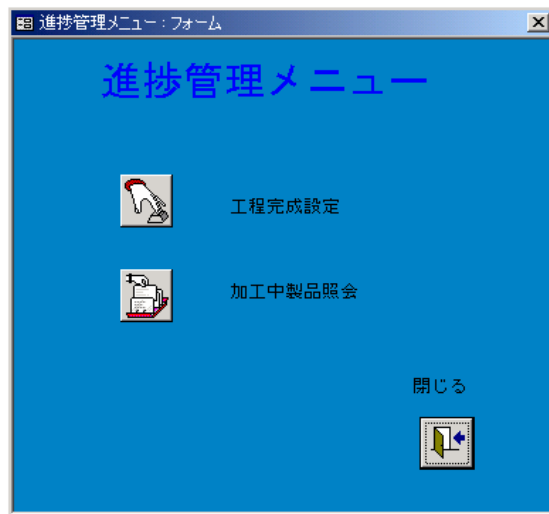 進捗管理メニュー : フォーム
進捗管理メニュー
工程完成設定
加工中製品照会
閉じる